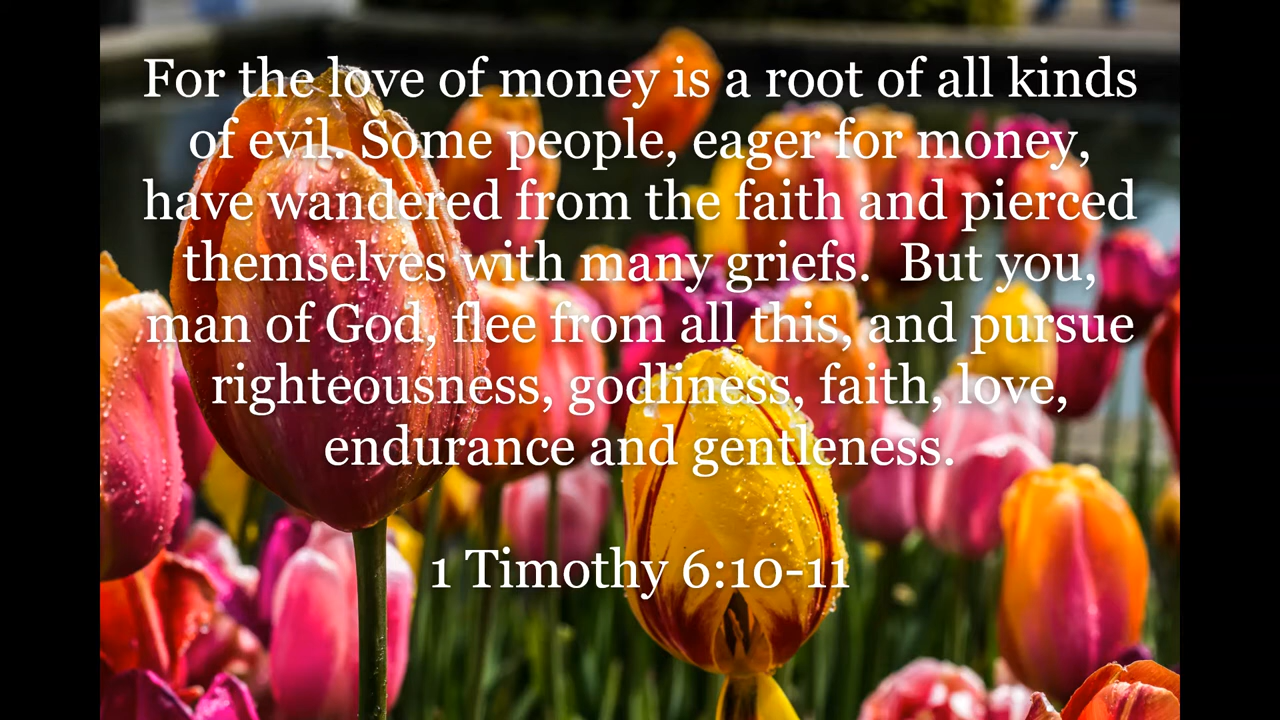 For the love of money is a root of all kinds
of evil. Some people, eager for money,
have wandered from the faith and pierced
themselves with many griefs.  But you,
man of God, flee from all this, and pursue
righteousness, godliness, faith, love,
endurance and gentleness.
1 Timothy 6:10-11